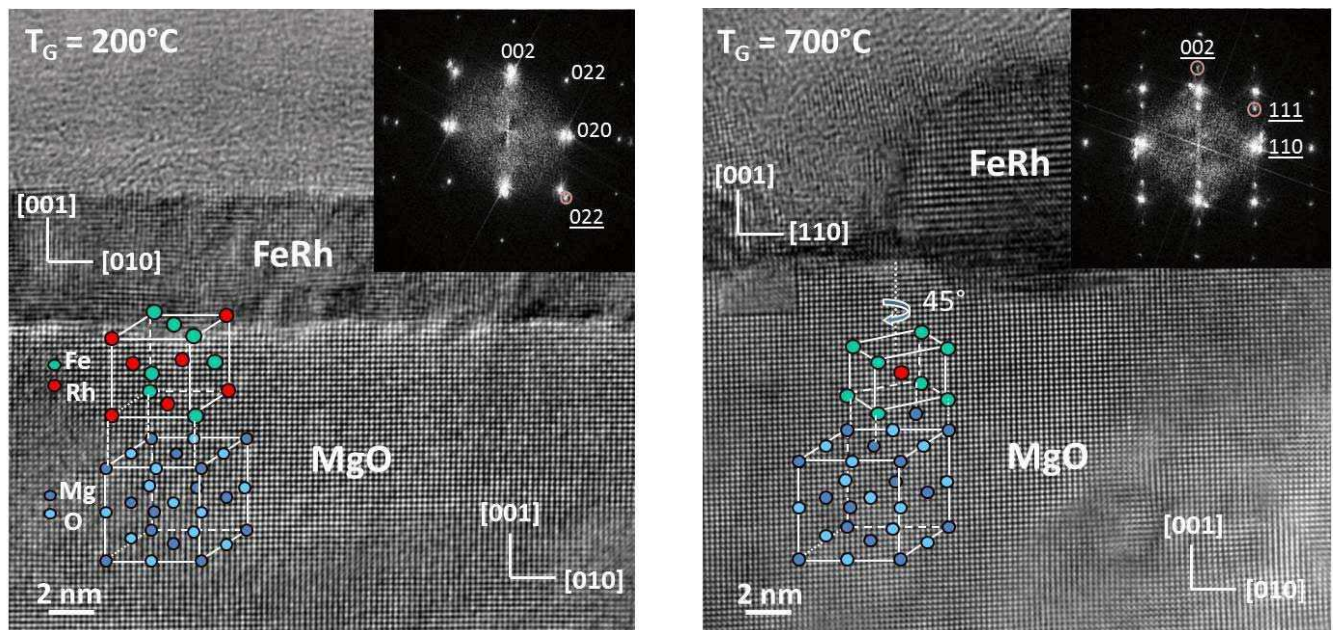 T_G = 200°C
002
022
020
022
[001]
[010]
FeRh
Fe
Rh
MgO
Mg
O
[001]
[010]
2 nm
T_G = 700°C
002
111
110
FeRh
[001]
[110]
45°
MgO
[001]
[010]
2 nm